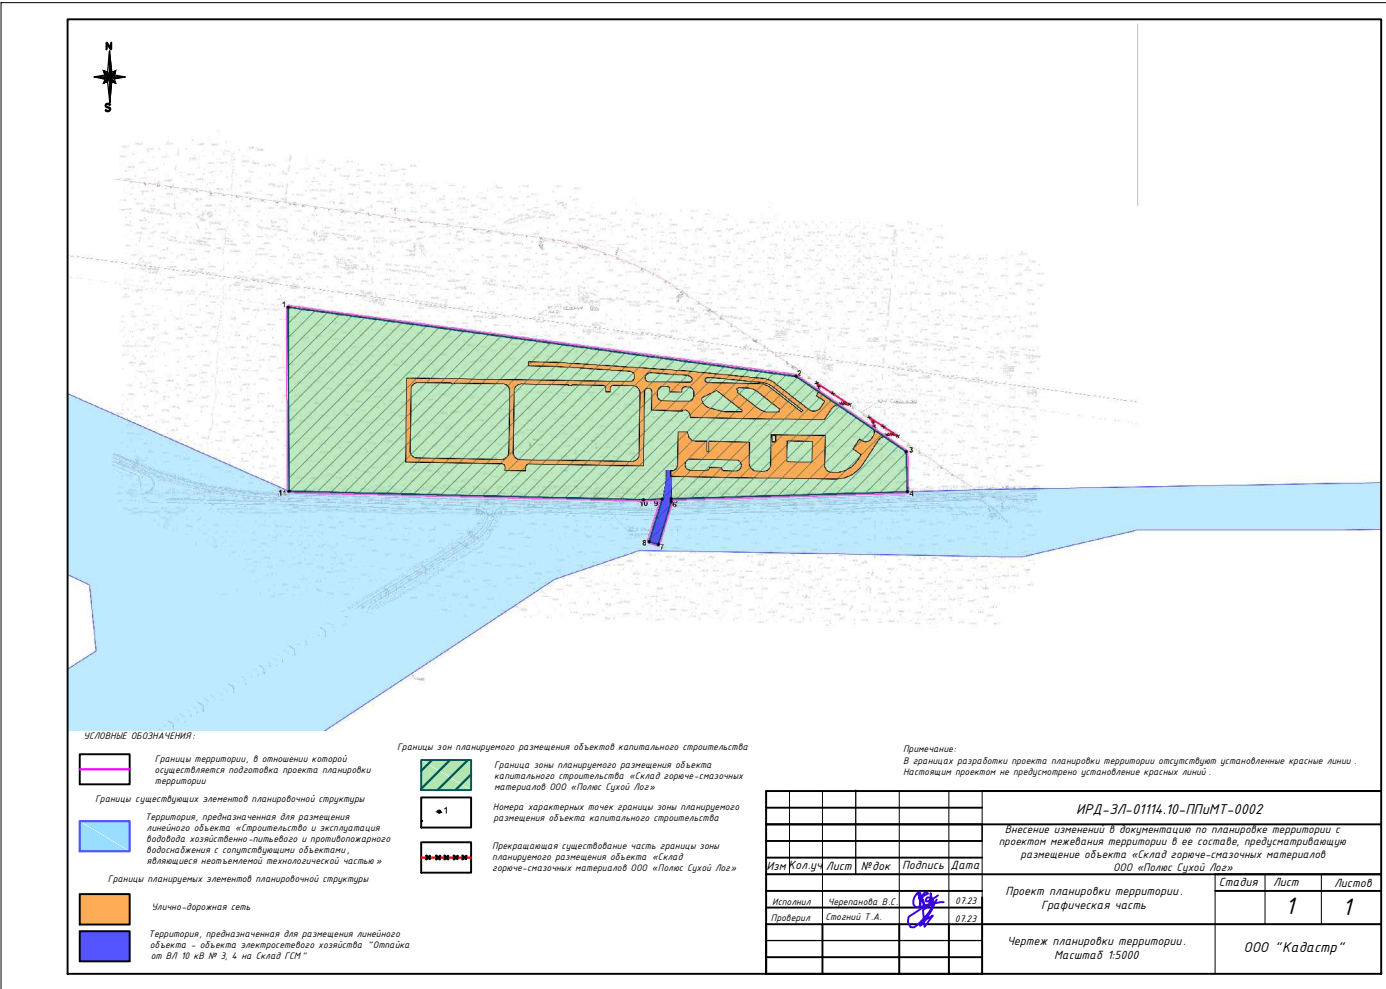 N
S
1
2
3
4
11
10
9
6
8
7
УСЛОВНЫЕ ОБОЗНАЧЕНИЯ:
Границы территории, в отношении которой
осуществляется подготовка проекта планировки
территории
Границы существующих элементов планировочной структуры
Территория, предназначенная для размещения
линейного объекта «Строительство и эксплуатация
водовода хозяйственно-питьевого и противопожарного
водоснабжения с сопутствующими объектами,
являющиеся неотъемлемой технологической частью»
Границы планируемых элементов планировочной структуры
Улично-дорожная сеть
Территория, предназначенная для размещения линейного
объекта - объекта электросетевого хозяйства "Отпайка
от ВЛ 10 кВ № 3, 4 на Склад ГСМ"
Границы зон планируемого размещения объектов капитального строительства
Граница зоны планируемого размещения объекта
капитального строительства «Склад горюче-смазочных
материалов ООО «Полюс Сухой Лог»
1
Номера характерных точек границы зоны планируемого
размещения объекта капитального строительства
Прекращающая существование часть границы зоны
планируемого размещения объекта «Склад
горюче-смазочных материалов ООО «Полюс Сухой Лог»
Примечание:
В границах разработки проекта планировки территории отсутствуют установленные красные линии .
Настоящим проектом не предусмотрено установление красных линий .
ИРД-ЗЛ-01114.10-ППиМТ-0002
Внесение изменений в документацию по планировке территории с
проектом межевания территории в ее составе, предусматривающую
размещение объекта «Склад горюче-смазочных материалов
ООО «Полюс Сухой Лог»
Изм Кол.уч Лист №док Подпись Дата
Исполнил Черепанова В.С. 07.23
Проверил Стогний Т.А. 07.23
Проект планировки территории.
Графическая часть
Стадия Лист Листов
1 1
Чертеж планировки территории.
Масштаб 1:5000
ООО "Кадастр"